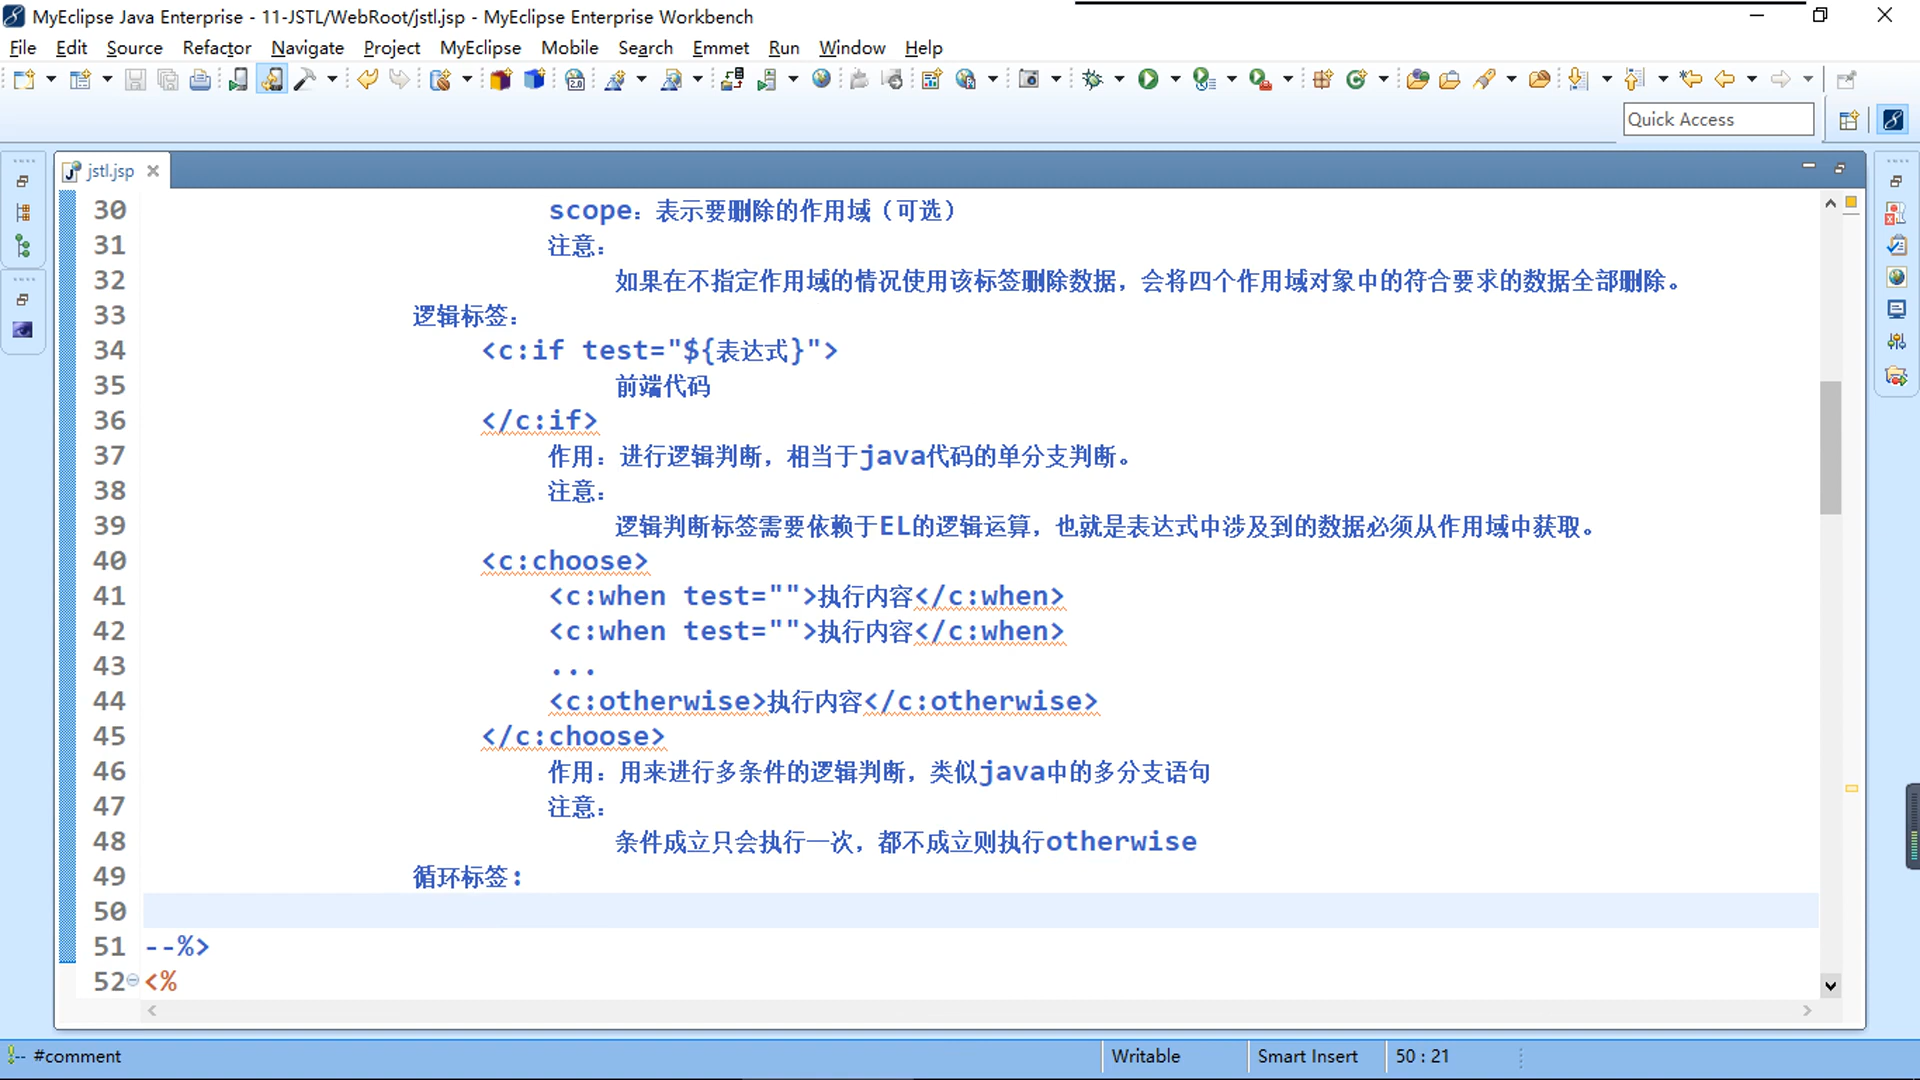 MyEclipse Java Enterprise - 11-JSTL/WebRoot/jstl.jsp - MyEclipse Enterprise Workbench
File Edit Source Refactor Navigate Project MyEclipse Mobile Search Emmet Run Window Help
Quick Access
jstl.jsp
30 scope：表示要删除的作用域（可选）
31 注意：
32 如果在不指定作用域的情况使用该标签删除数据，会将四个作用域对象中的符合要求的数据全部删除。
33 逻辑标签：
34 <c:if test="${表达式}">
35 前端代码
36 </c:if>
37 作用：进行逻辑判断，相当于java代码的单分支判断。
38 注意：
39 逻辑判断标签需要依赖于EL的逻辑运算，也就是表达式中涉及到的数据必须从作用域中获取。
40 <c:choose>
41 <c:when test="">执行内容</c:when>
42 <c:when test="">执行内容</c:when>
43 ...
44 <c:otherwise>执行内容</c:otherwise>
45 </c:choose>
46 作用：用来进行多条件的逻辑判断，类似java中的多分支语句
47 注意：
48 条件成立只会执行一次，都不成立则执行otherwise
49 循环标签：
50
51 --%>
52 <%
!-- #comment Writable Smart Insert 50 : 21